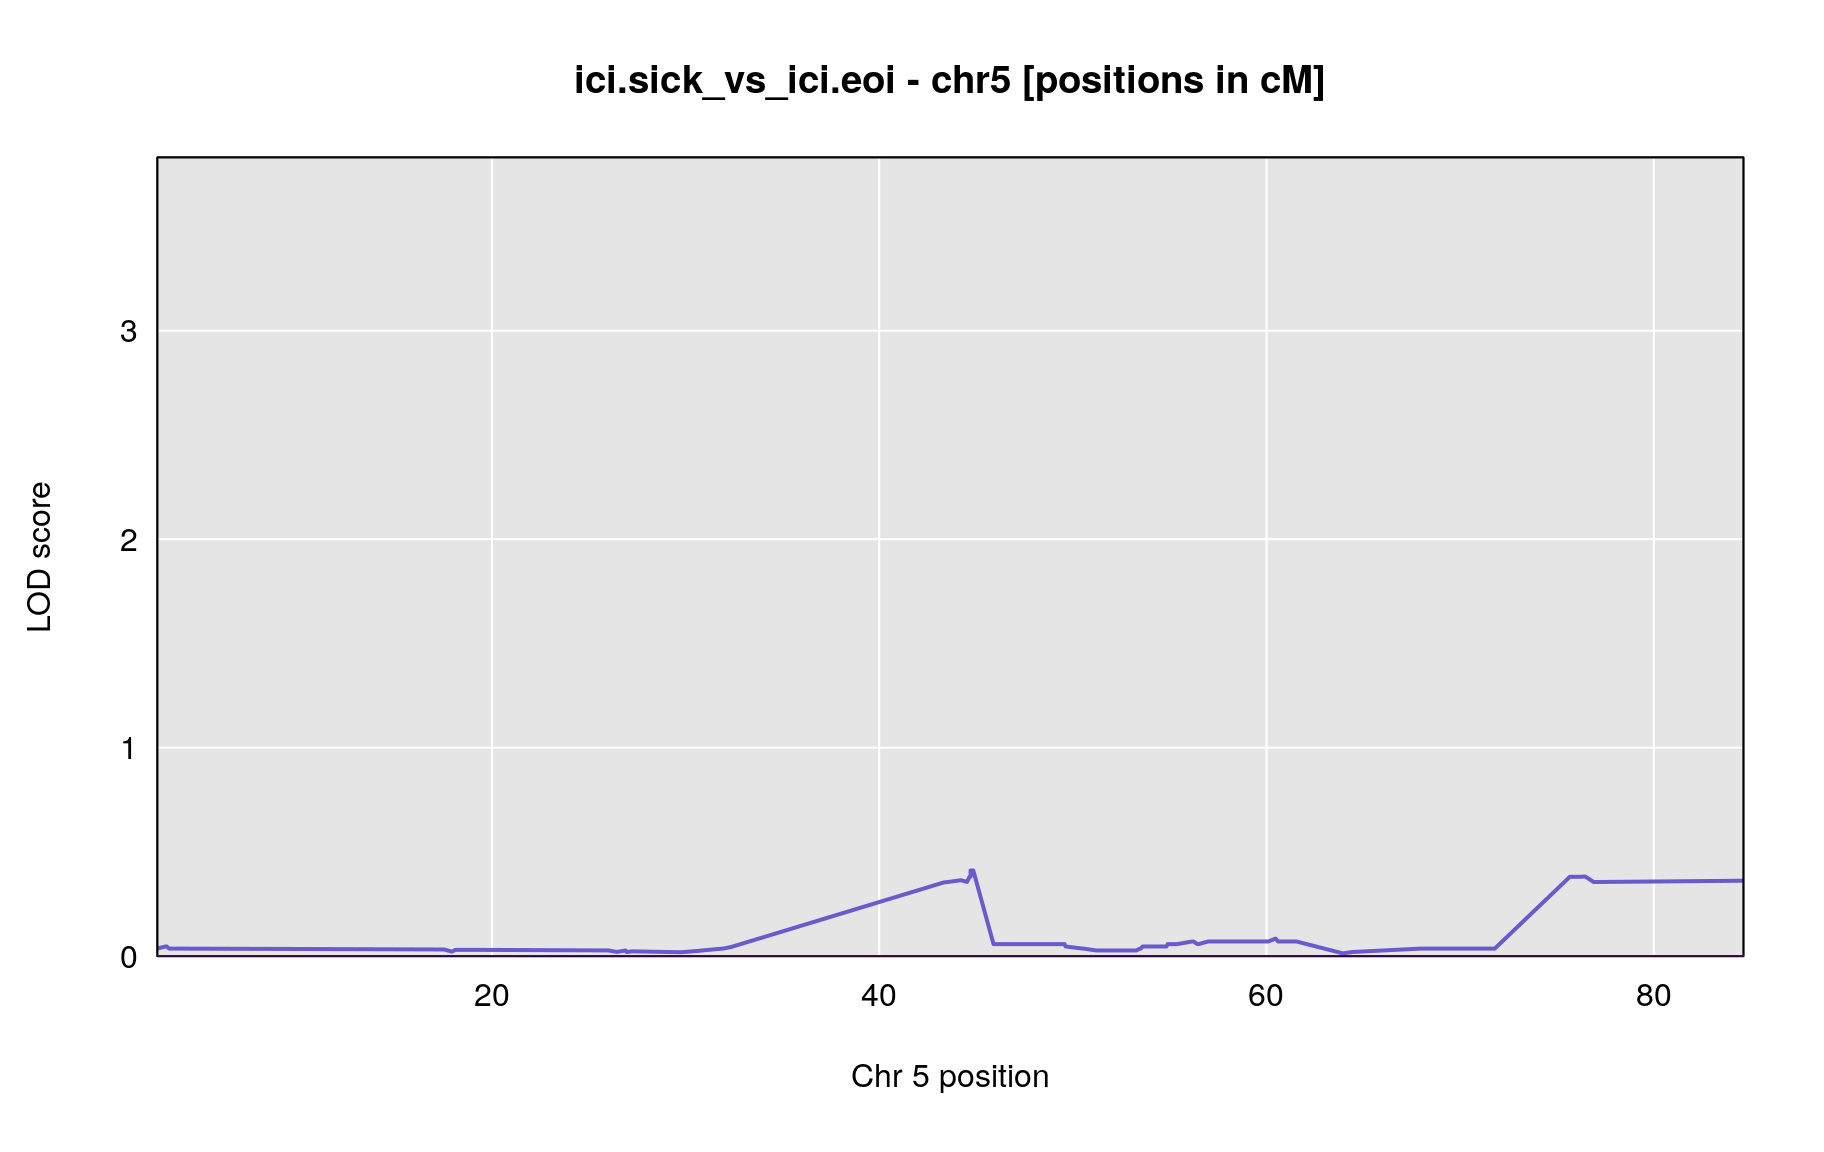 ici.sick_vs_ici.eoi - chr5 [positions in cM]
LOD score
3
2
1
0
20 40 60 80
Chr 5 position